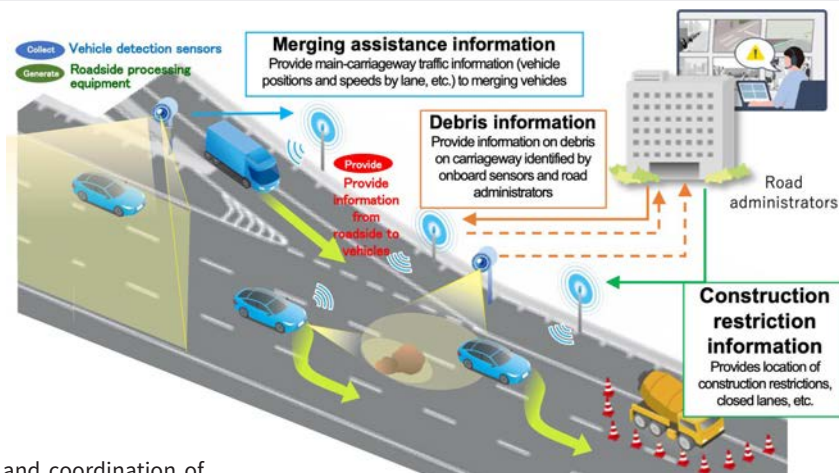 Collect Vehicle detection sensors
Generate Roadside processing
equipment
Merging assistance information
Provide main-carriageway traffic information (vehicle
positions and speeds by lane, etc.) to merging vehicles
Debris information
Provide information on debris
on carriageway identified by
onboard sensors and road
administrators
Provide
Provide
information
from
roadside to
vehicles
Road
administrators
Construction
restriction
information
Provides location of
construction restrictions,
closed lanes, etc.
and coordination of